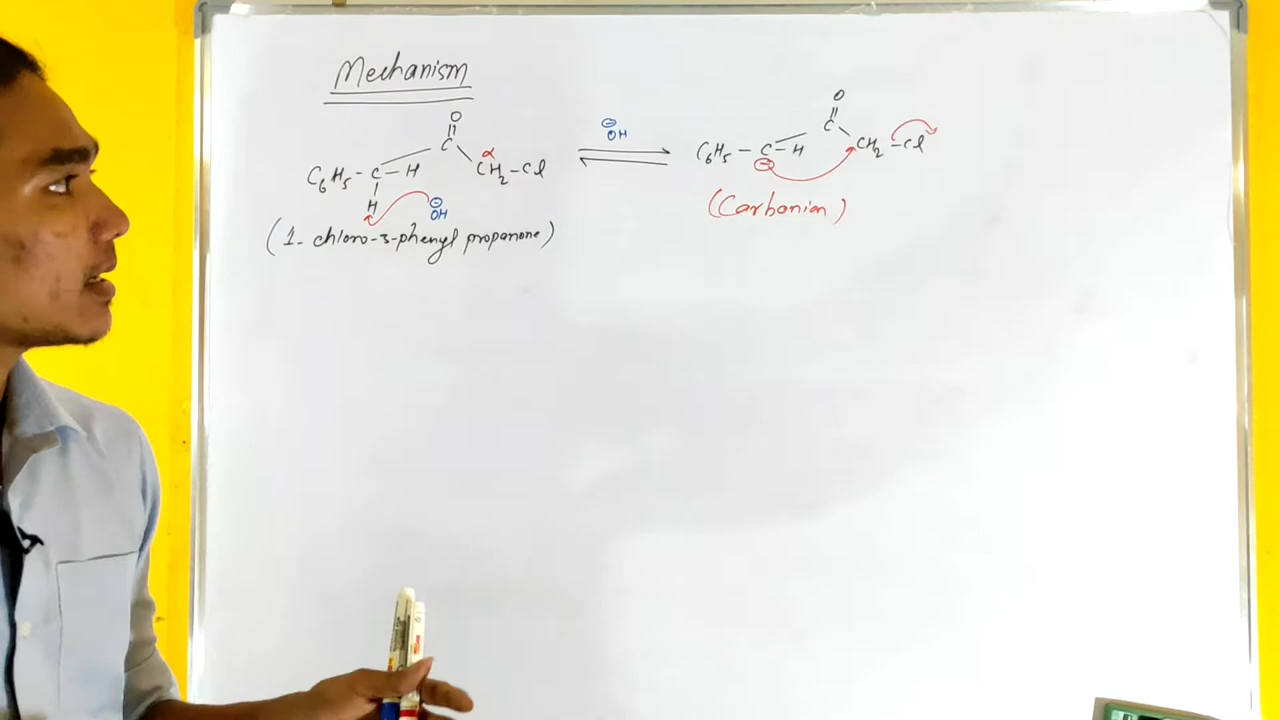 Mechanism
O
||
C
α
C6H5-C-H CH2-Cl
H
⊖
OH
(1-chloro-3-phenyl propanone)
⊖
OH
O
||
C
C6H5-C-H CH2-Cl
⊖
(Carbanion)